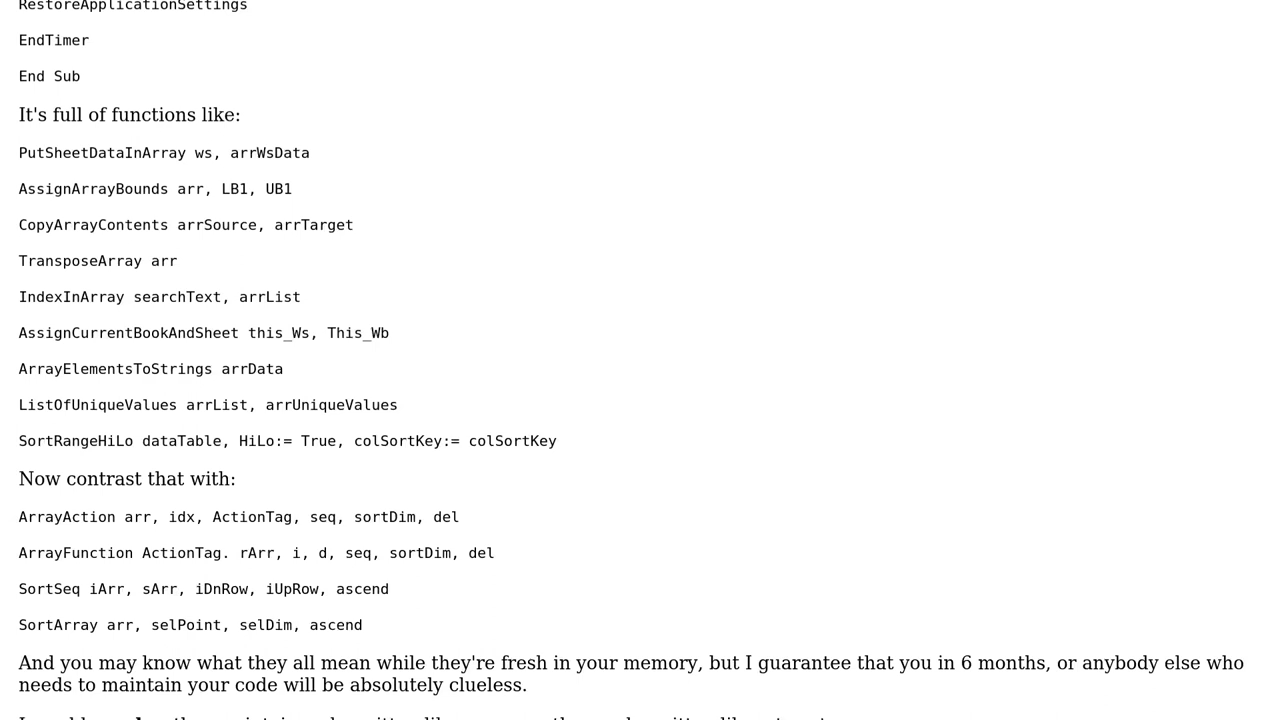 RestoreApplicationSettings
EndTimer
End Sub
It's full of functions like:
PutSheetDataInArray ws, arrWsData
AssignArrayBounds arr, LB1, UB1
CopyArrayContents arrSource, arrTarget
TransposeArray arr
IndexInArray searchText, arrList
AssignCurrentBookAndSheet this_Ws, This_Wb
ArrayElementsToStrings arrData
ListOfUniqueValues arrList, arrUniqueValues
SortRangeHiLo dataTable, HiLo:= True, colSortKey:= colSortKey
Now contrast that with:
ArrayAction arr, idx, ActionTag, seq, sortDim, del
ArrayFunction ActionTag. rArr, i, d, seq, sortDim, del
SortSeq iArr, sArr, iDnRow, iUpRow, ascend
SortArray arr, selPoint, selDim, ascend
And you may know what they all mean while they're fresh in your memory, but I guarantee that you in 6 months, or anybody else who
needs to maintain your code will be absolutely clueless.